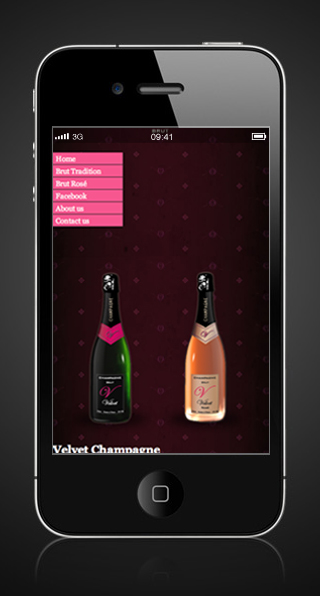 3G
BRUT
09:41
Home
Brut Tradition
Brut Rosé
Facebook
About us
Contact us
CHAMPAGNE
BRUT
V
Velvet
CHAMPAGNE
BRUT
V
Velvet
Velvet Champagne